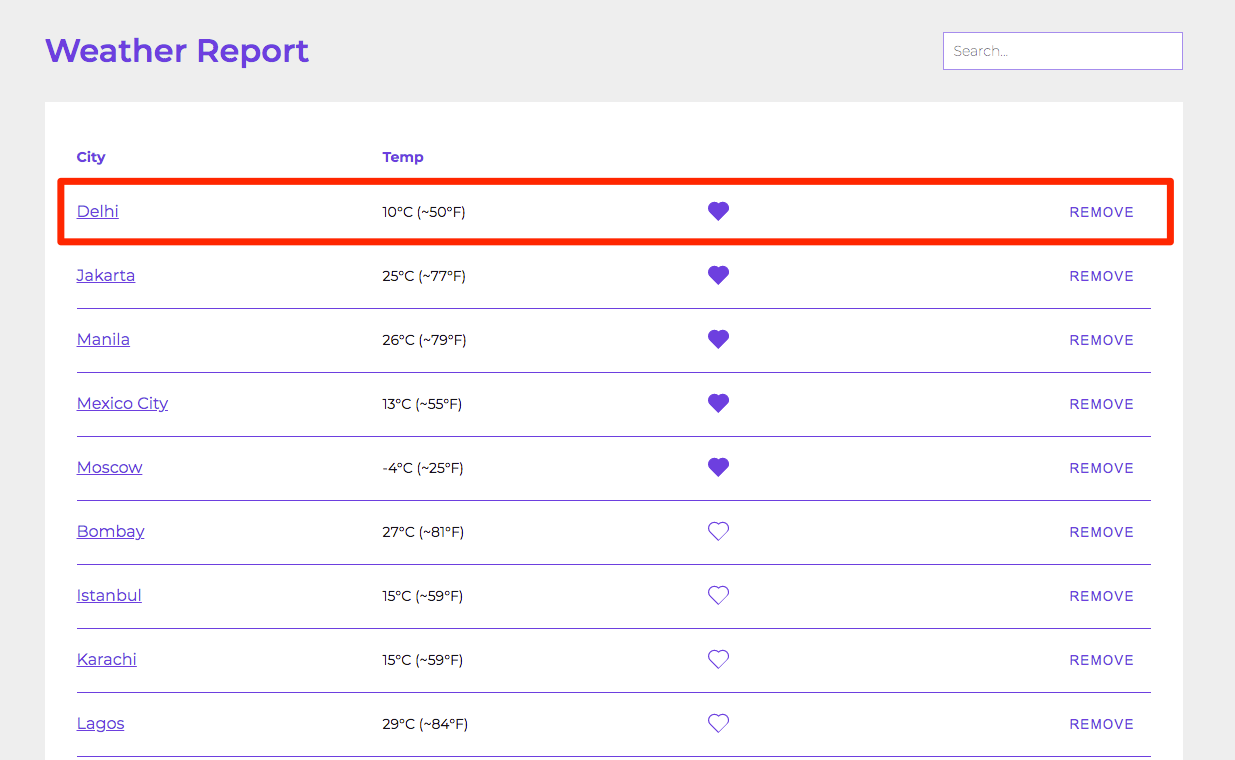 Weather Report
Search...
City Temp
Delhi 10°C (~50°F) REMOVE
Jakarta 25°C (~77°F) REMOVE
Manila 26°C (~79°F) REMOVE
Mexico City 13°C (~55°F) REMOVE
Moscow -4°C (~25°F) REMOVE
Bombay 27°C (~81°F) REMOVE
Istanbul 15°C (~59°F) REMOVE
Karachi 15°C (~59°F) REMOVE
Lagos 29°C (~84°F) REMOVE